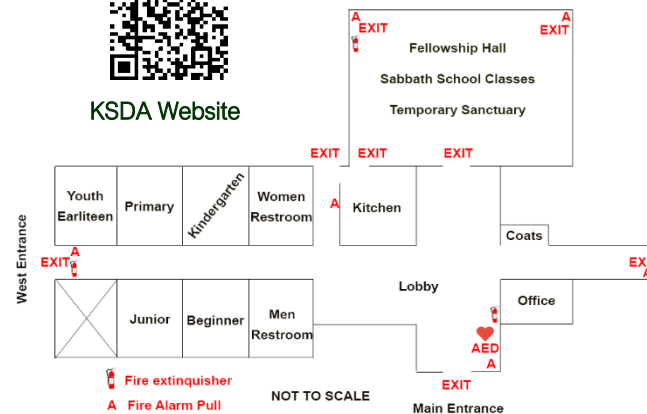 A
A
EXIT
EXIT
Fellowship Hall
Sabbath School Classes
Temporary Sanctuary
KSDA Website
EXIT
EXIT
EXIT
Youth
Earliteen
Primary
Kindergarten
Women
Restroom
A
Kitchen
Coats
West Entrance
A
EXIT
EX
A
Lobby
Office
Junior
Beginner
Men
Restroom
AED
A
Fire extinguisher
A Fire Alarm Pull
NOT TO SCALE
EXIT
Main Entrance